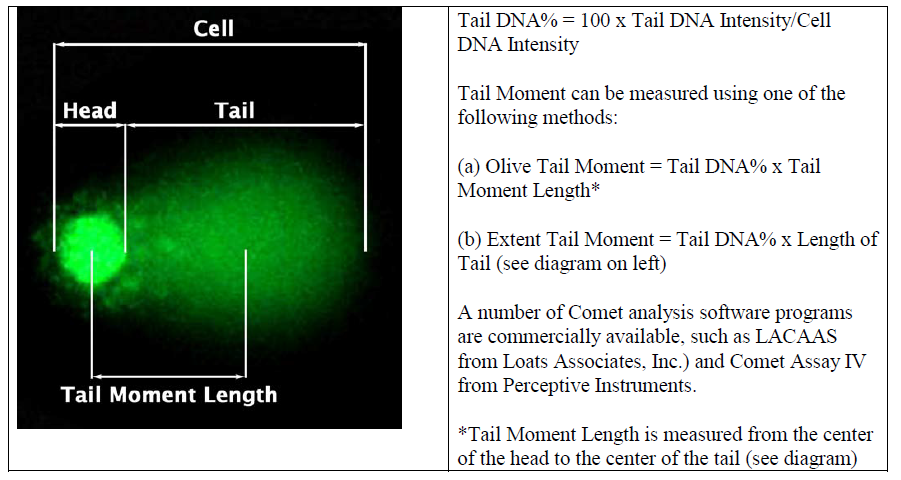 Cell
Head Tail
Tail Moment Length
Tail DNA% = 100 x Tail DNA Intensity/Cell
DNA Intensity
Tail Moment can be measured using one of the
following methods:
(a) Olive Tail Moment = Tail DNA% x Tail
Moment Length*
(b) Extent Tail Moment = Tail DNA% x Length of
Tail (see diagram on left)
A number of Comet analysis software programs
are commercially available, such as LACAAS
from Loats Associates, Inc.) and Comet Assay IV
from Perceptive Instruments.
*Tail Moment Length is measured from the center
of the head to the center of the tail (see diagram)